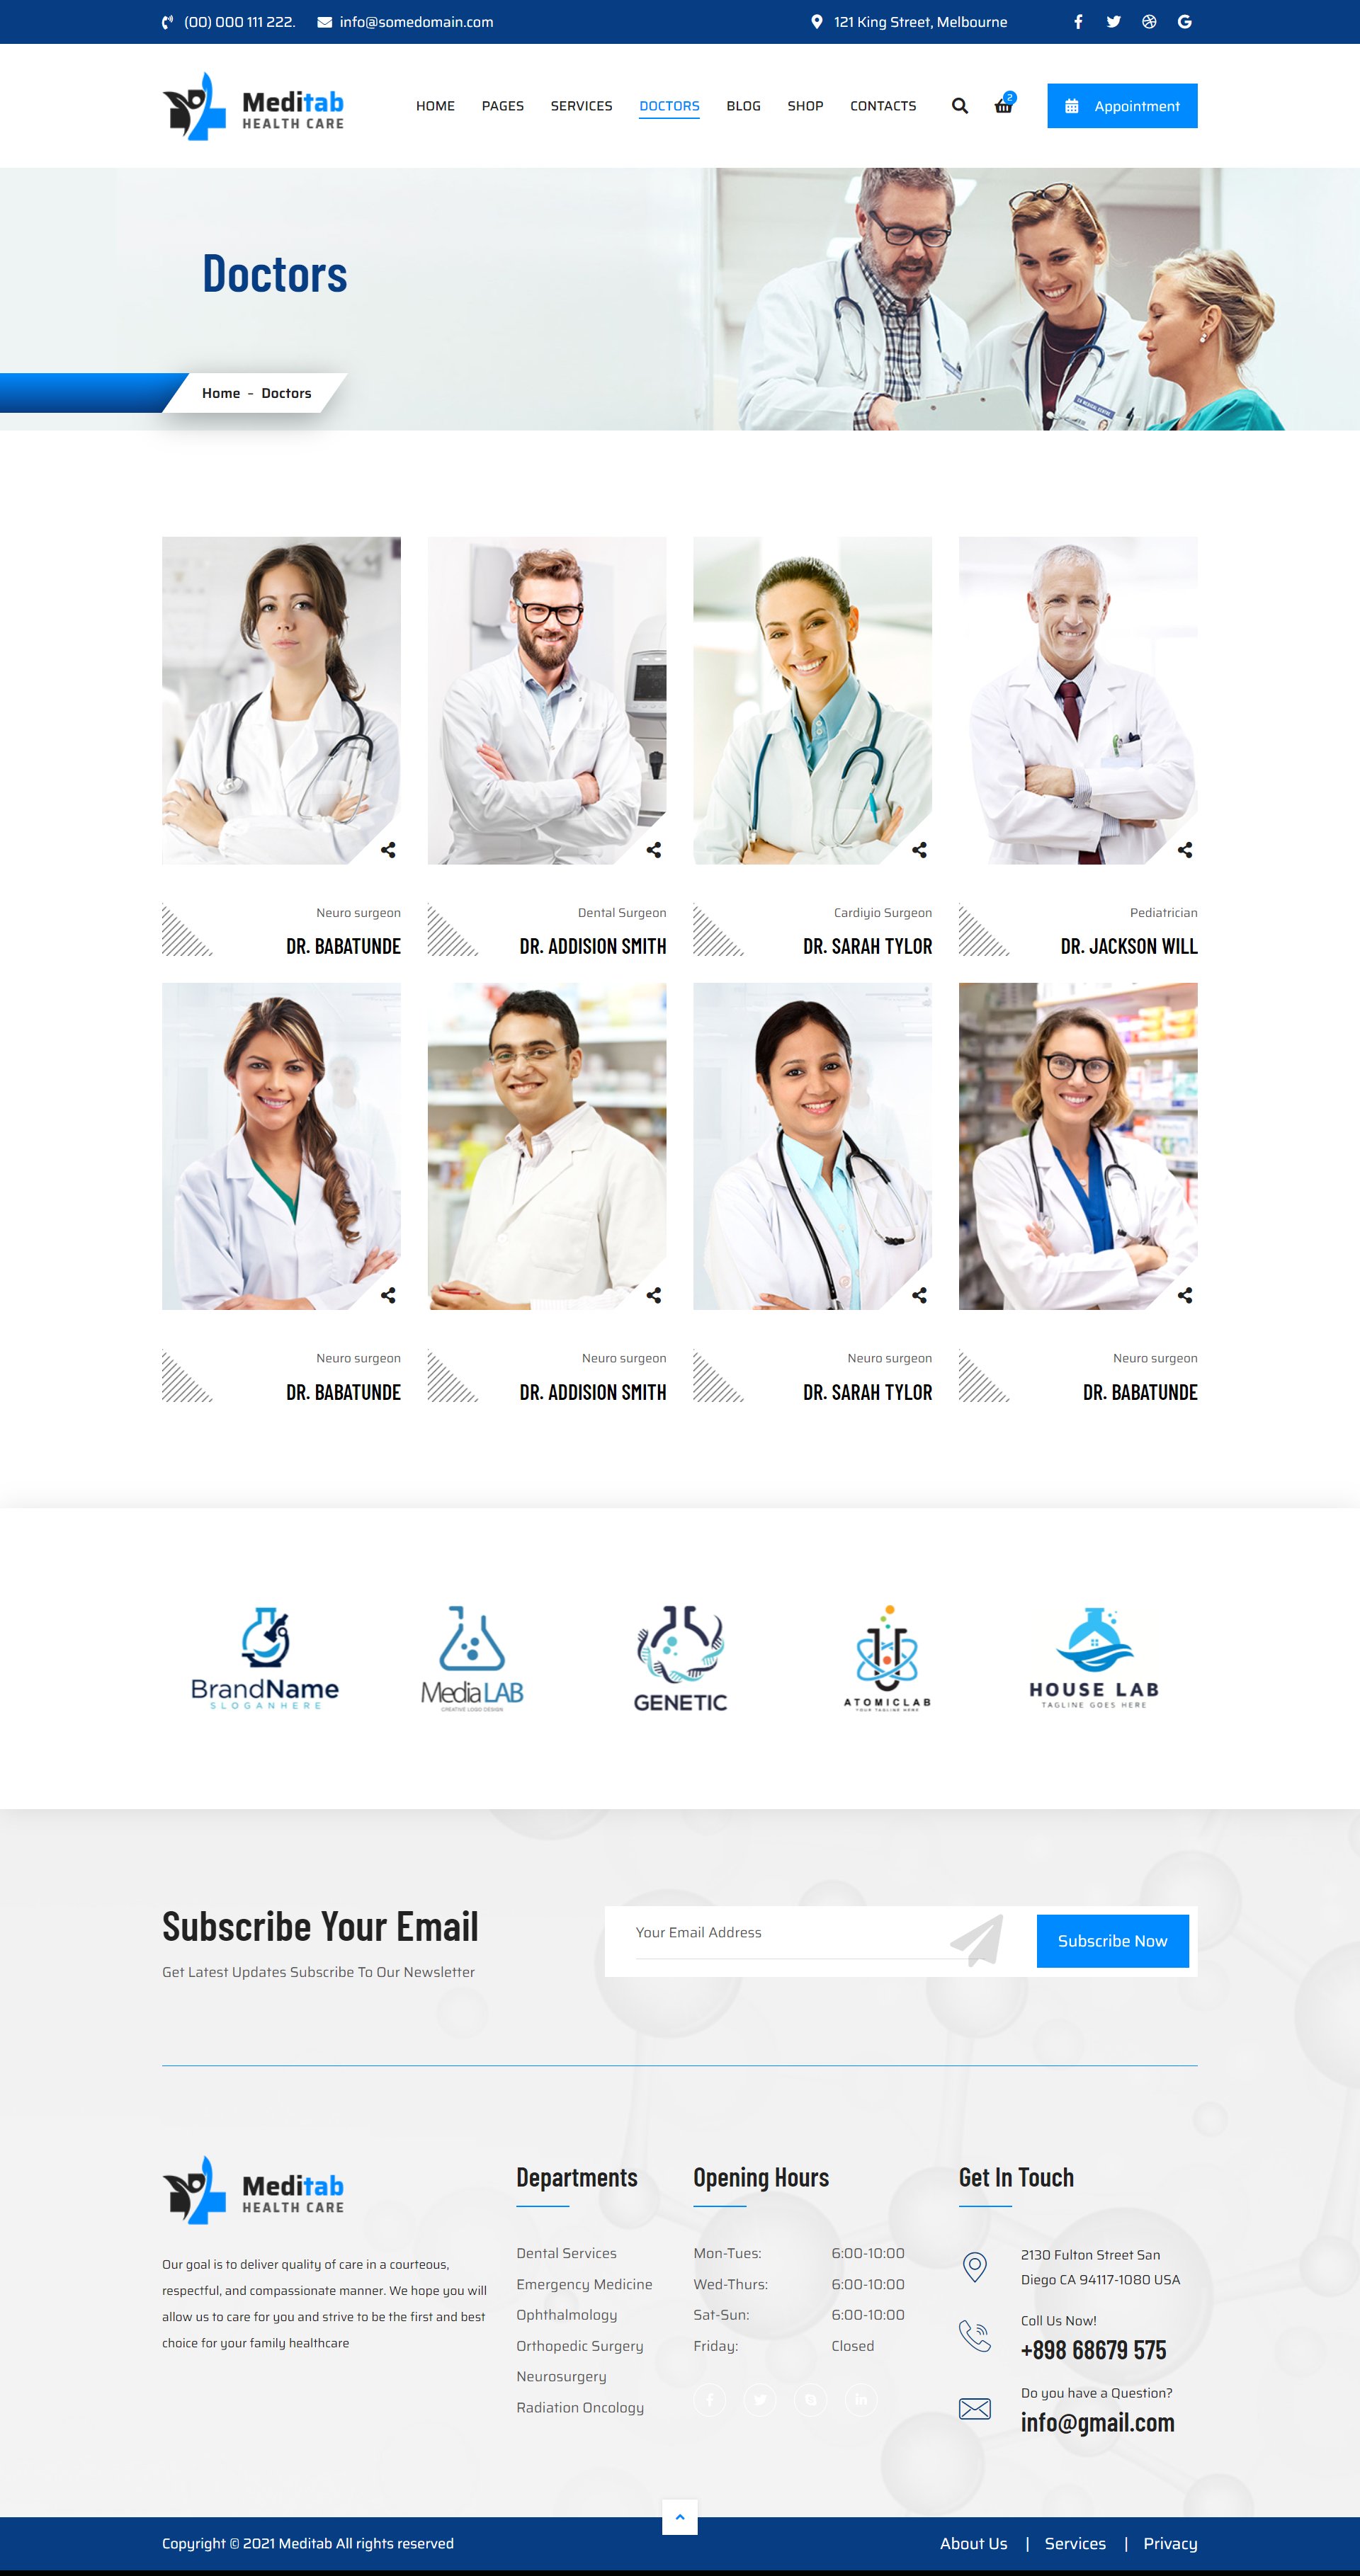 (00) 000 111 222. info@somedomain.com 121 King Street, Melbourne
Meditab
HEALTH CARE
HOME PAGES SERVICES DOCTORS BLOG SHOP CONTACTS 2 Appointment
Doctors
Home - Doctors
Neuro surgeon
DR. BABATUNDE
Dental Surgeon
DR. ADDISION SMITH
Cardiyio Surgeon
DR. SARAH TYLOR
Pediatrician
DR. JACKSON WILL
Neuro surgeon
DR. BABATUNDE
Neuro surgeon
DR. ADDISION SMITH
Neuro surgeon
DR. SARAH TYLOR
Neuro surgeon
DR. BABATUNDE
BrandName
SLOGANHERE
MediaLAB
CREATIVE LOGO DESIGN
GENETIC
ATOMICLAB
YOUR TAGLINE HERE
HOUSE LAB
TAGLINE GOES HERE
Subscribe Your Email
Get Latest Updates Subscribe To Our Newsletter
Your Email Address
Subscribe Now
Meditab
HEALTH CARE
Our goal is to deliver quality of care in a courteous,
respectful, and compassionate manner. We hope you will
allow us to care for you and strive to be the first and best
choice for your family healthcare
Departments
Dental Services
Emergency Medicine
Ophthalmology
Orthopedic Surgery
Neurosurgery
Radiation Oncology
Opening Hours
Mon-Tues: 6:00-10:00
Wed-Thurs: 6:00-10:00
Sat-Sun: 6:00-10:00
Friday: Closed
Get In Touch
2130 Fulton Street San
Diego CA 94117-1080 USA
Coll Us Now!
+898 68679 575
Do you have a Question?
info@gmail.com
Copyright © 2021 Meditab All rights reserved
About Us | Services | Privacy